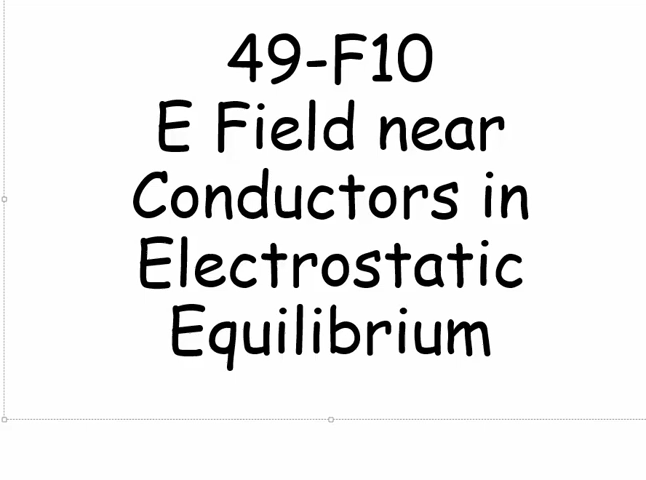 49-F10
E Field near
Conductors in
Electrostatic
Equilibrium